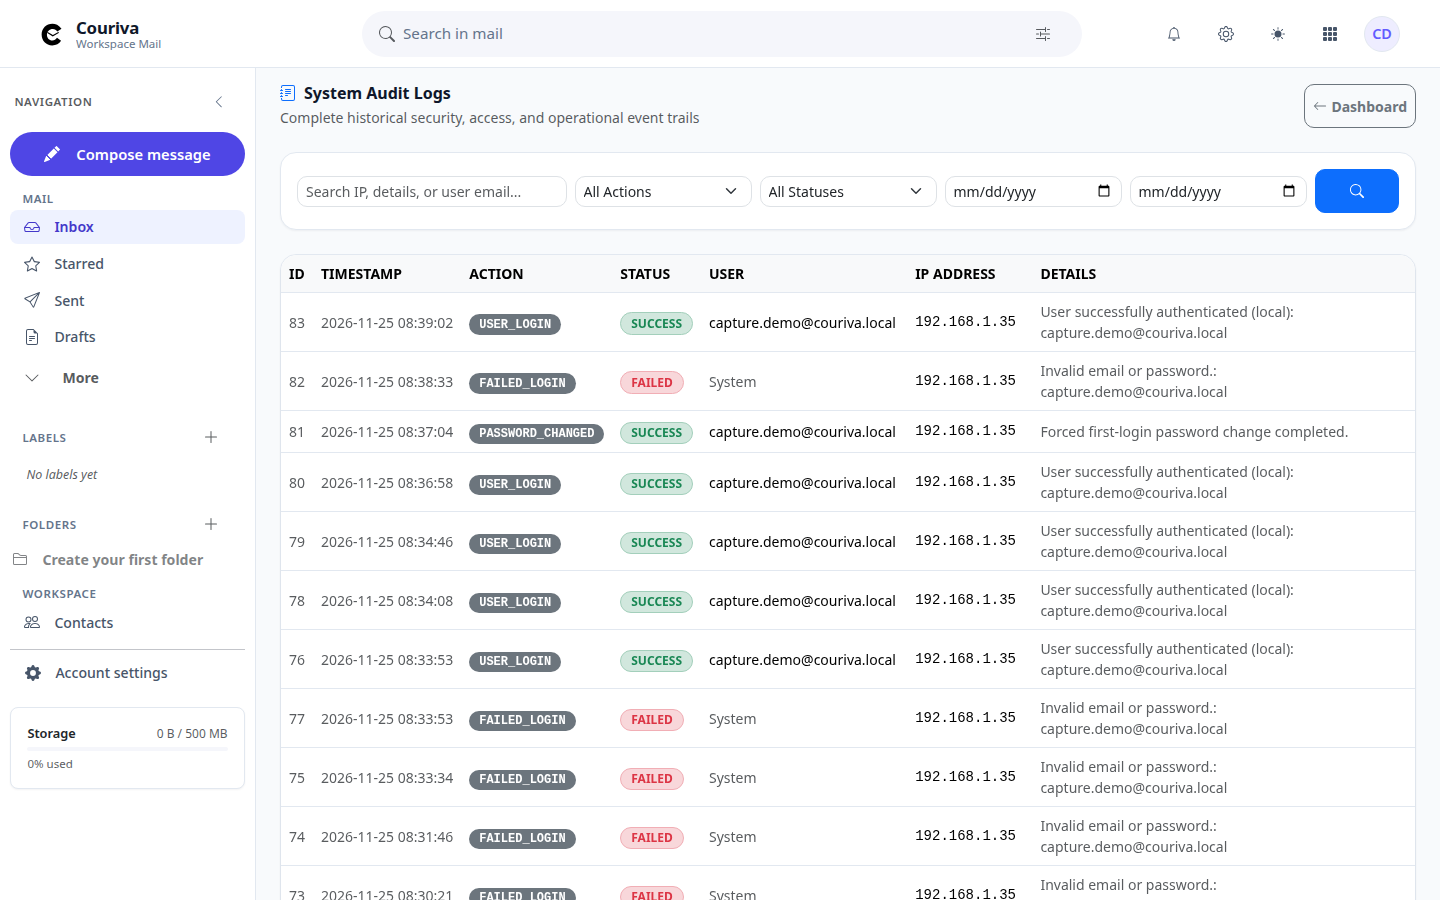 Couriva
Workspace Mail
Search in mail
CD
NAVIGATION
Compose message
MAIL
Inbox
Starred
Sent
Drafts
More
LABELS
No labels yet
FOLDERS
Create your first folder
WORKSPACE
Contacts
Account settings
Storage 0 B / 500 MB
0% used
System Audit Logs
Complete historical security, access, and operational event trails
Dashboard
Search IP, details, or user email... All Actions All Statuses mm/dd/yyyy mm/dd/yyyy
ID TIMESTAMP ACTION STATUS USER IP ADDRESS DETAILS
83 2026-11-25 08:39:02 USER_LOGIN SUCCESS capture.demo@couriva.local 192.168.1.35 User successfully authenticated (local):
capture.demo@couriva.local
82 2026-11-25 08:38:33 FAILED_LOGIN FAILED System 192.168.1.35 Invalid email or password.:
capture.demo@couriva.local
81 2026-11-25 08:37:04 PASSWORD_CHANGED SUCCESS capture.demo@couriva.local 192.168.1.35 Forced first-login password change completed.
80 2026-11-25 08:36:58 USER_LOGIN SUCCESS capture.demo@couriva.local 192.168.1.35 User successfully authenticated (local):
capture.demo@couriva.local
79 2026-11-25 08:34:46 USER_LOGIN SUCCESS capture.demo@couriva.local 192.168.1.35 User successfully authenticated (local):
capture.demo@couriva.local
78 2026-11-25 08:34:08 USER_LOGIN SUCCESS capture.demo@couriva.local 192.168.1.35 User successfully authenticated (local):
capture.demo@couriva.local
76 2026-11-25 08:33:53 USER_LOGIN SUCCESS capture.demo@couriva.local 192.168.1.35 User successfully authenticated (local):
capture.demo@couriva.local
77 2026-11-25 08:33:53 FAILED_LOGIN FAILED System 192.168.1.35 Invalid email or password.:
capture.demo@couriva.local
75 2026-11-25 08:33:34 FAILED_LOGIN FAILED System 192.168.1.35 Invalid email or password.:
capture.demo@couriva.local
74 2026-11-25 08:31:46 FAILED_LOGIN FAILED System 192.168.1.35 Invalid email or password.:
capture.demo@couriva.local
73 2026-11-25 08:30:21 FAILED_LOGIN FAILED System 192.168.1.35 Invalid email or password.: